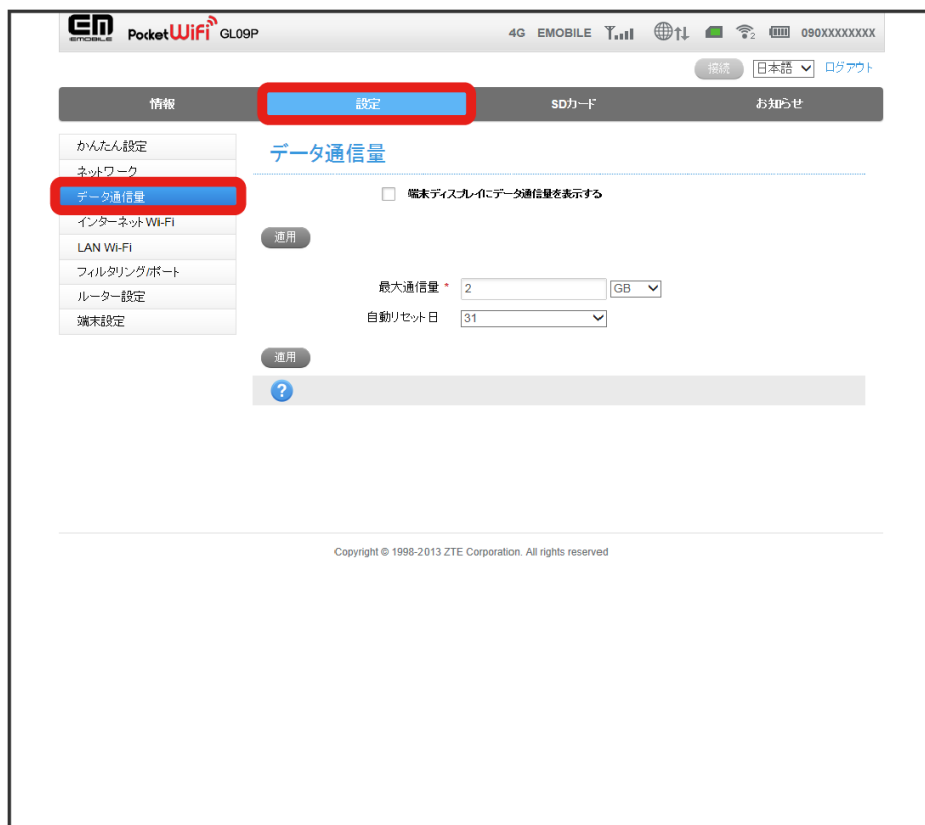 EM
EMOBILE
PocketWiFi GL09P
4G EMOBILE 2 090XXXXXXXX
接続 日本語 ログアウト
情報 設定 SDカード お知らせ
かんたん設定
ネットワーク
データ通信量
インターネットWi-Fi
LAN Wi-Fi
フィルタリング/ポート
ルーター設定
端末設定
データ通信量
端末ディスプレイにデータ通信量を表示する
適用
最大通信量 * 2 GB
自動リセット日 31
適用
?
Copyright © 1998-2013 ZTE Corporation. All rights reserved